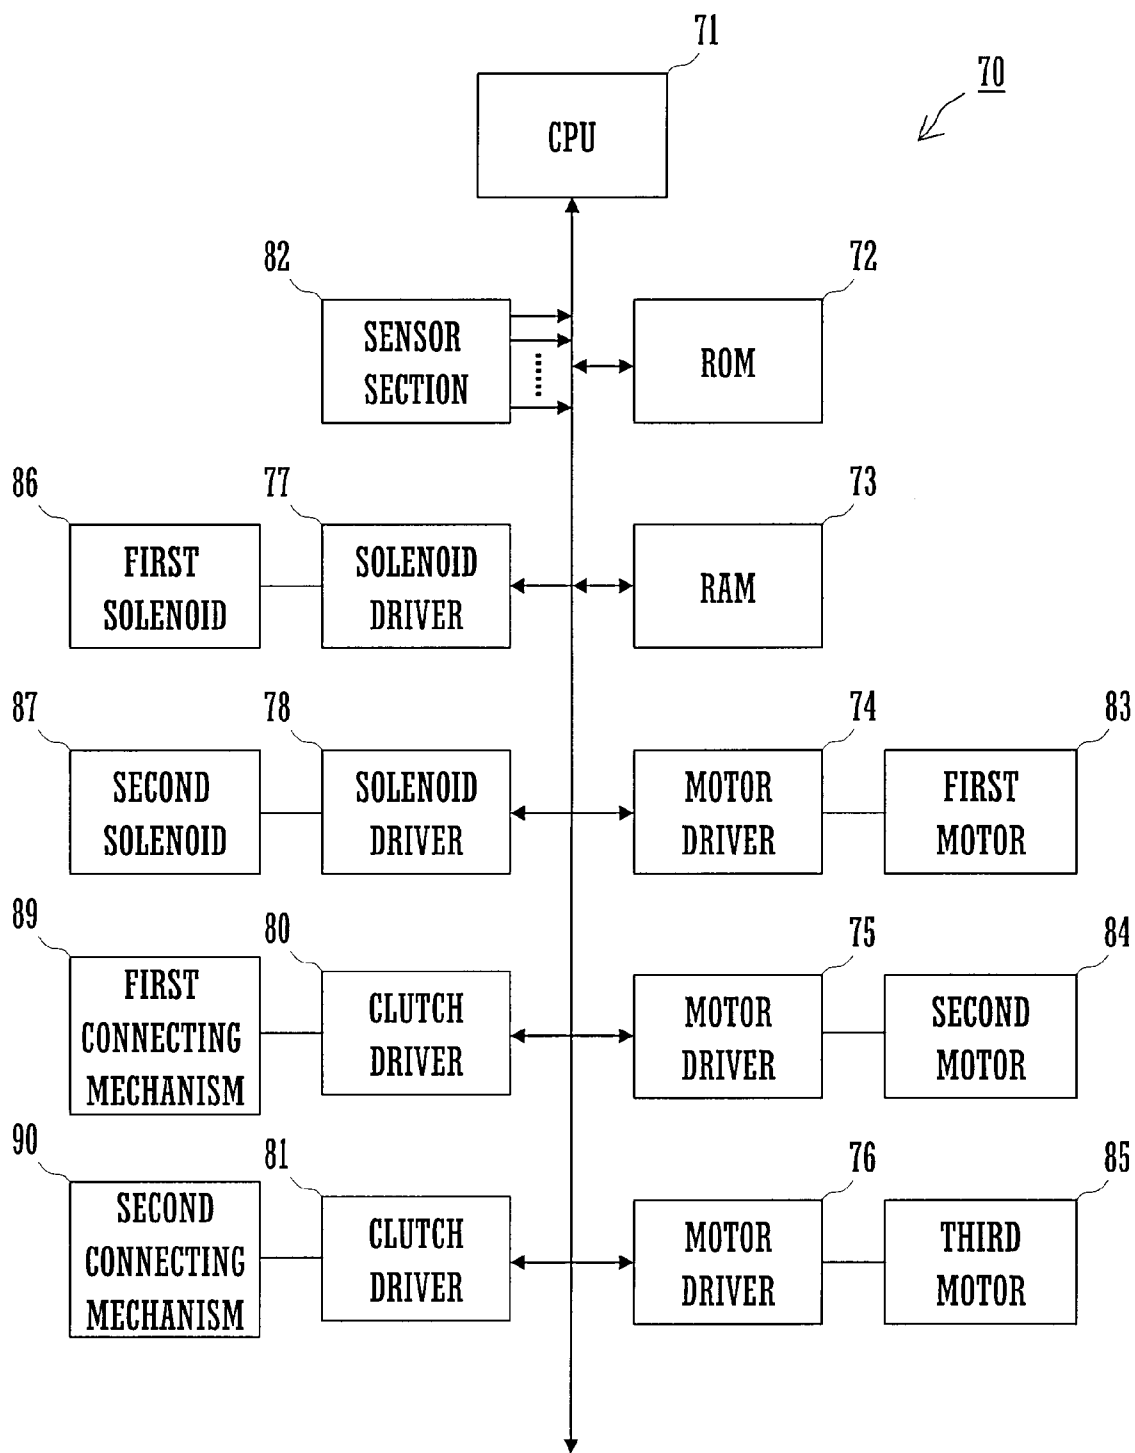 71
70
CPU
82
72
SENSOR
SECTION
ROM
86
77
73
FIRST
SOLENOID
SOLENOID
DRIVER
RAM
87
78
74
83
SECOND
SOLENOID
SOLENOID
DRIVER
MOTOR
DRIVER
FIRST
MOTOR
89
80
75
84
FIRST
CONNECTING
MECHANISM
CLUTCH
DRIVER
MOTOR
DRIVER
SECOND
MOTOR
90
81
76
85
SECOND
CONNECTING
MECHANISM
CLUTCH
DRIVER
MOTOR
DRIVER
THIRD
MOTOR